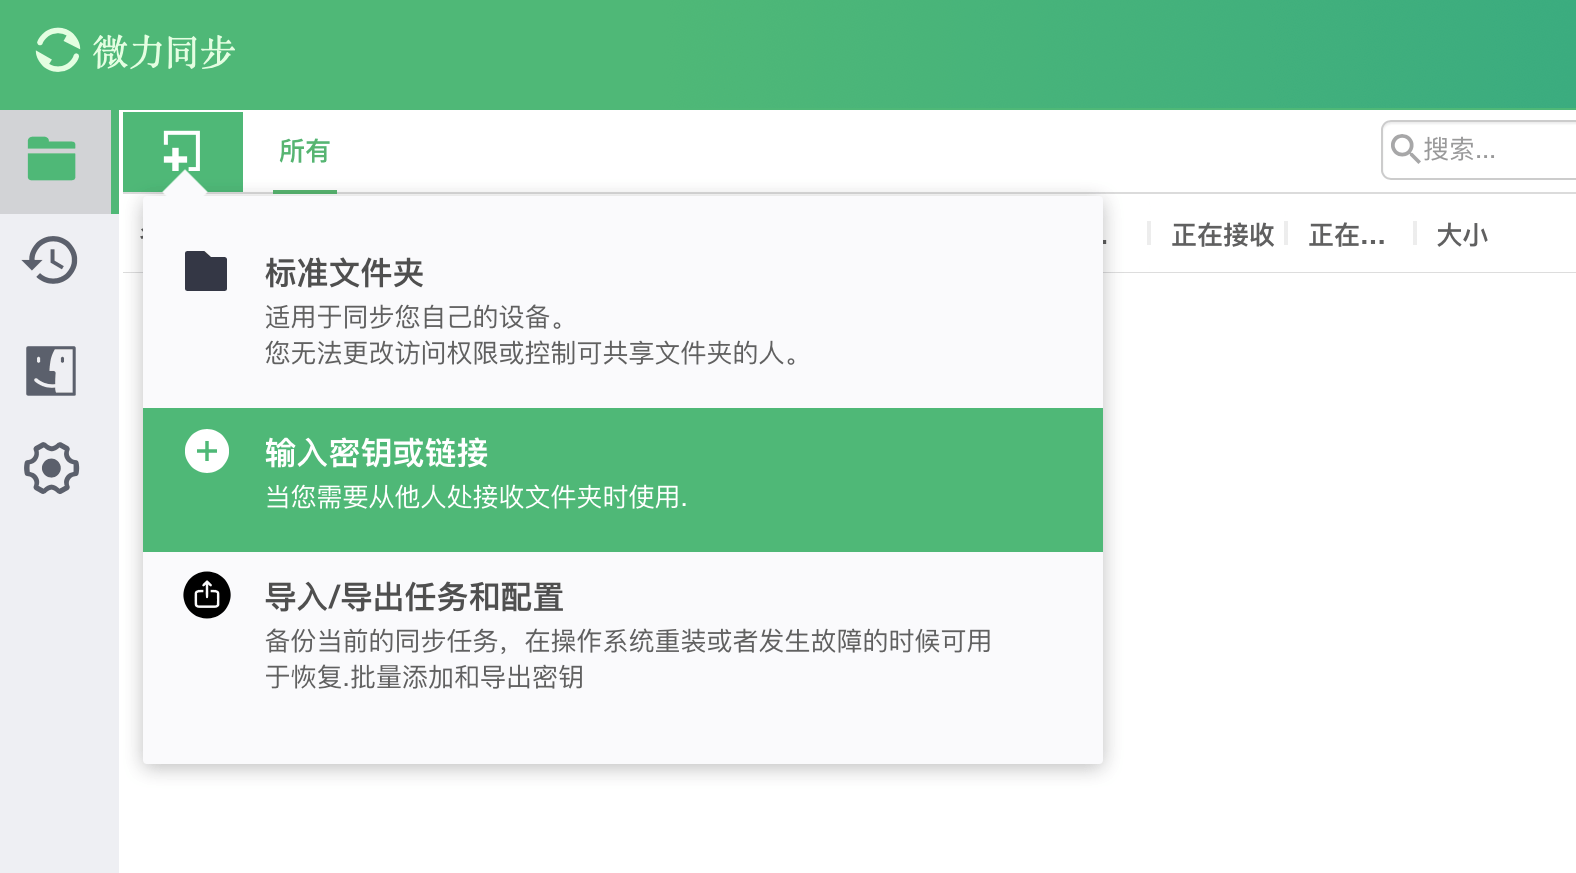 微力同步
所有
搜索...
正在接收
正在...
大小
标准文件夹
适用于同步您自己的设备。
您无法更改访问权限或控制可共享文件夹的人。
输入密钥或链接
当您需要从他人处接收文件夹时使用.
导入/导出任务和配置
备份当前的同步任务，在操作系统重装或者发生故障的时候可用
于恢复.批量添加和导出密钥